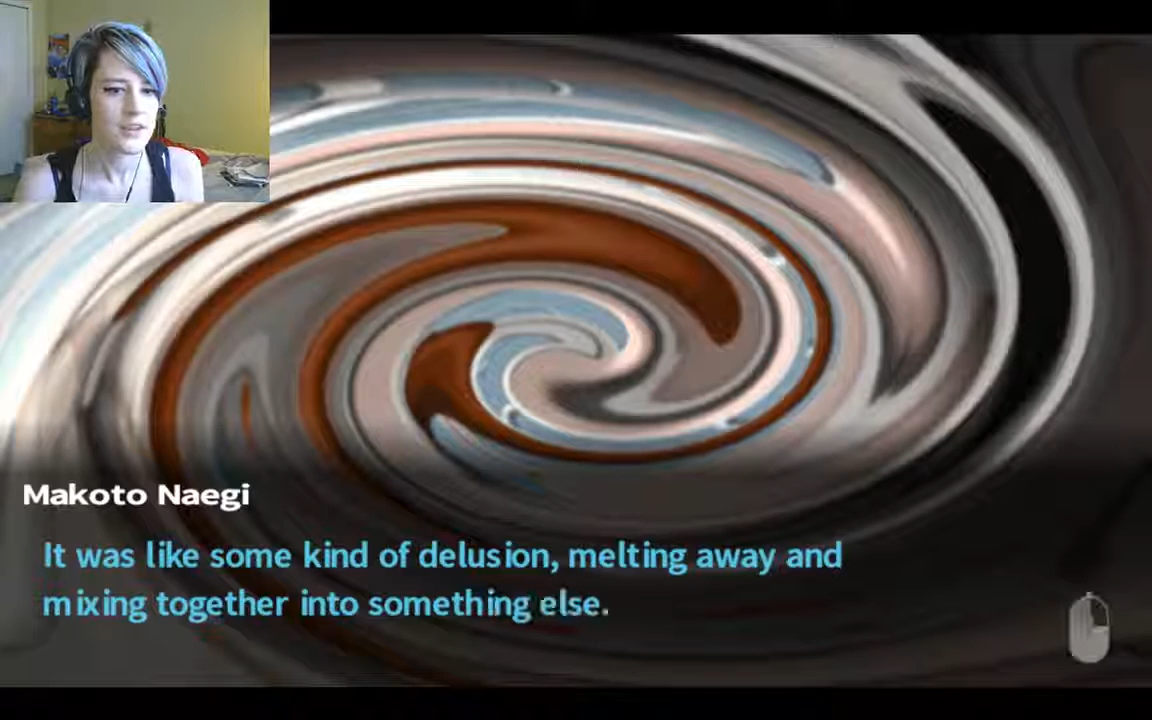 Makoto Naegi
It was like some kind of delusion, melting away and
mixing together into something else.